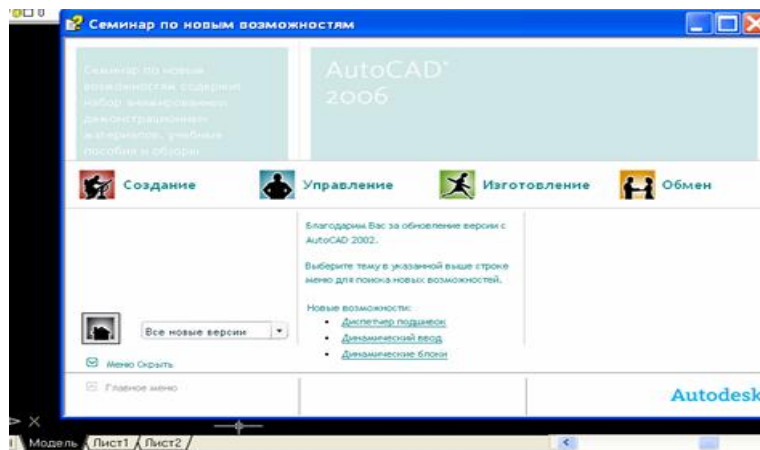 Семинар по новым возможностям
Семинар по новым
возможностям содержит
набор анимированных
демонстрационных
материалов, учебные
пособия и обзоры
AutoCAD®
2006
Создание
Управление
Изготовление
Обмен
Благодарим Вас за обновление версии с
AutoCAD 2002.
Выберите тему в указанной выше строке
меню для поиска новых возможностей.
Новые возможности:
• Диспетчер подшивок
• Динамический ввод
• Динамические блоки
Все новые версии
Меню Скрыть
Главное меню
Autodesk
X
Модель
Лист1
Лист2